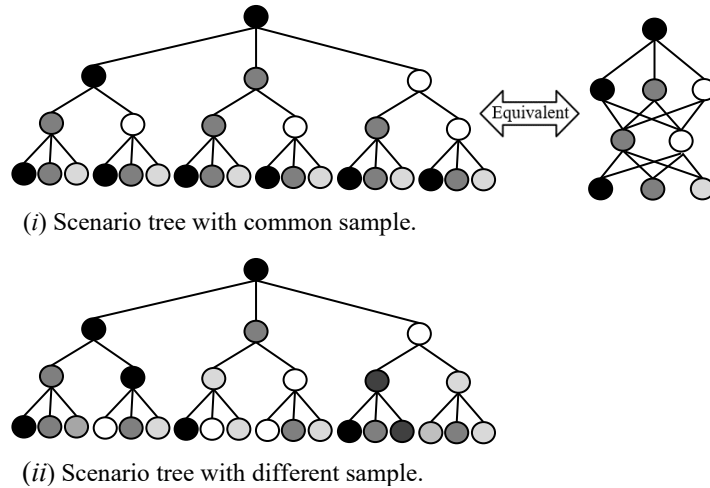 Equivalent
(i) Scenario tree with common sample.
(ii) Scenario tree with different sample.